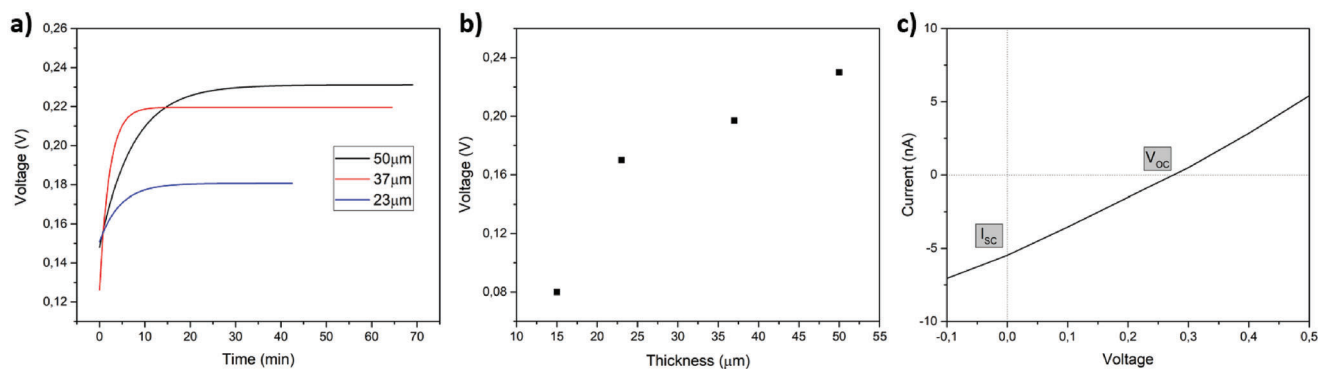 a)
0,26
0,24
0,22
0,20
0,18
0,16
0,14
0,12
Voltage (V)
0 10 20 30 40 50 60 70
Time (min)
50μm
37μm
23μm
b)
0,24
0,20
0,16
0,12
0,08
Voltage (V)
10 15 20 25 30 35 40 45 50 55
Thickness (μm)
c)
10
5
0
-5
-10
Current (nA)
V_OC
I_SC
-0,1 0,0 0,1 0,2 0,3 0,4 0,5
Voltage